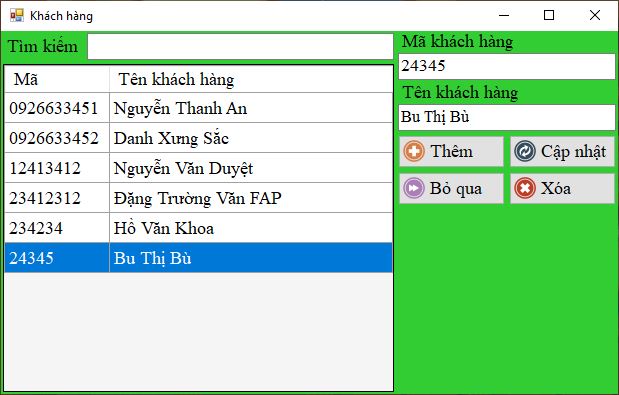 Khách hàng
Tìm kiếm
Mã Tên khách hàng
0926633451 Nguyễn Thanh An
0926633452 Danh Xưng Sắc
12413412 Nguyễn Văn Duyệt
23412312 Đặng Trường Văn FAP
234234 Hồ Văn Khoa
24345 Bu Thị Bù
Mã khách hàng
24345
Tên khách hàng
Bu Thị Bù
Thêm Cập nhật
Bỏ qua Xóa